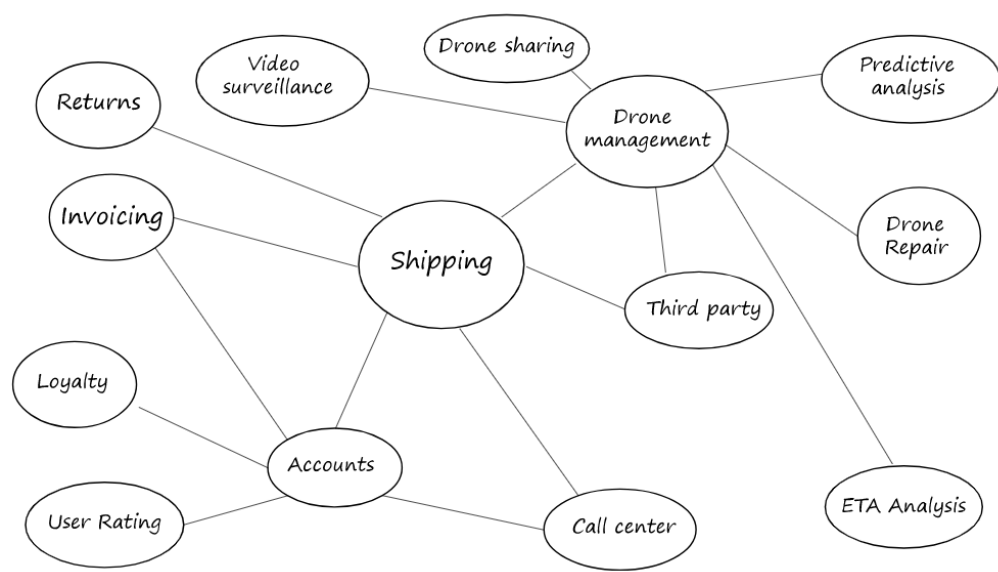 Drone sharing
Video
surveillance
Predictive
analysis
Returns
Drone
management
Invoicing
Drone
Repair
Shipping
Third party
Loyalty
Accounts
ETA Analysis
User Rating
Call center